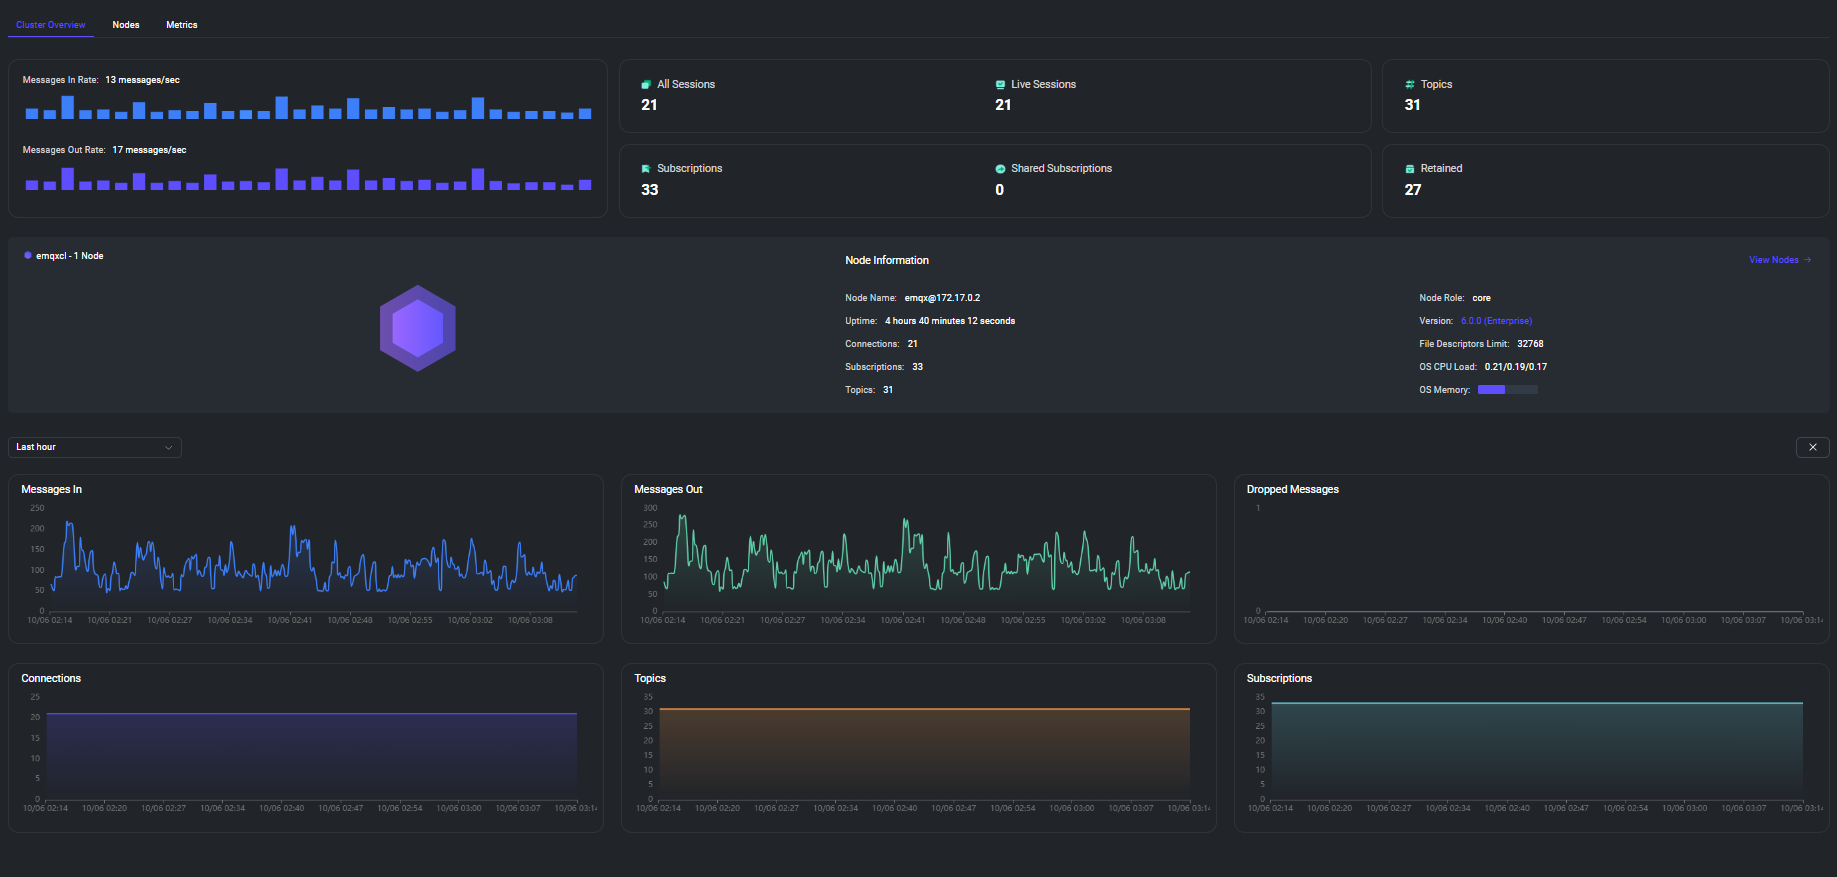 Cluster Overview Nodes Metrics
Messages In Rate: 13 messages/sec
Messages Out Rate: 17 messages/sec
All Sessions
21
Live Sessions
21
Topics
31
Subscriptions
33
Shared Subscriptions
0
Retained
27
emqxcl - 1 Node
Node Information
View Nodes
Node Name: emqx@172.17.0.2
Uptime: 4 hours 40 minutes 12 seconds
Connections: 21
Subscriptions: 33
Topics: 31
Node Role: core
Version: 6.0.0 (Enterprise)
File Descriptors Limit: 32768
OS CPU Load: 0.21/0.19/0.17
OS Memory:
Last hour
Messages In
250
200
150
100
50
0
10/06 02:14 10/06 02:21 10/06 02:27 10/06 02:34 10/06 02:41 10/06 02:48 10/06 02:55 10/06 03:02 10/06 03:08
Messages Out
300
250
200
150
100
50
0
10/06 02:14 10/06 02:21 10/06 02:27 10/06 02:34 10/06 02:41 10/06 02:48 10/06 02:55 10/06 03:02 10/06 03:08
Dropped Messages
1
0
10/06 02:14 10/06 02:20 10/06 02:27 10/06 02:34 10/06 02:40 10/06 02:47 10/06 02:54 10/06 03:00 10/06 03:07 10/06 03:1
Connections
25
20
15
10
5
0
10/06 02:14 10/06 02:20 10/06 02:27 10/06 02:34 10/06 02:40 10/06 02:47 10/06 02:54 10/06 03:00 10/06 03:07 10/06 03:1
Topics
35
30
25
20
15
10
5
0
10/06 02:14 10/06 02:20 10/06 02:27 10/06 02:34 10/06 02:40 10/06 02:47 10/06 02:54 10/06 03:00 10/06 03:07 10/06 03:1
Subscriptions
35
30
25
20
15
10
5
0
10/06 02:14 10/06 02:20 10/06 02:27 10/06 02:34 10/06 02:40 10/06 02:47 10/06 02:54 10/06 03:00 10/06 03:07 10/06 03:1